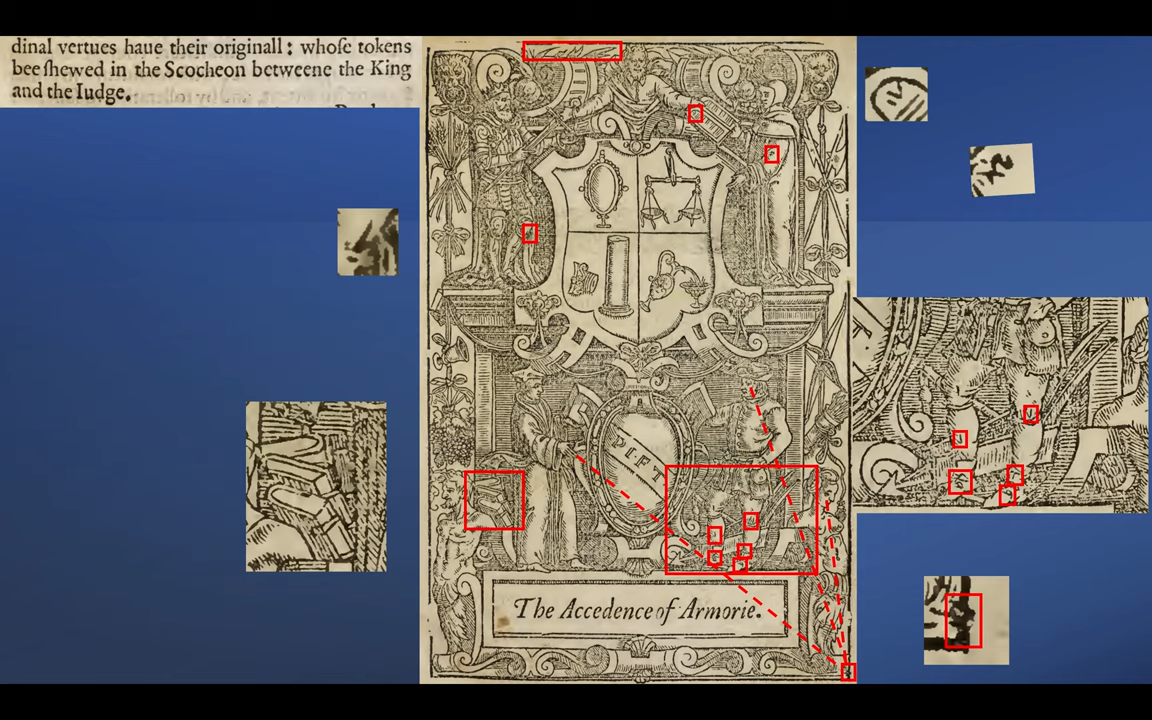 dinal vertues haue their originall : whose tokens
bee shewed in the Scocheon betweene the King
and the Iudge.
PIFT
The Accedence of Armorie.